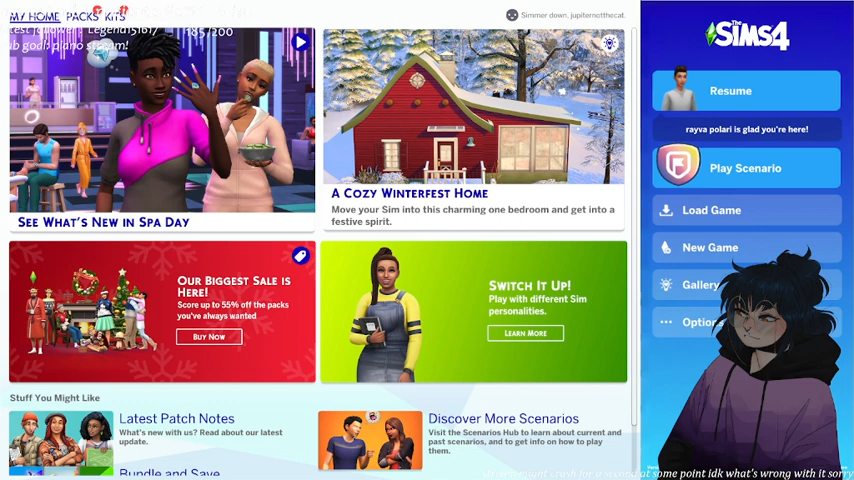 MY HOME PACKS KITS
185/200
goal: piano stream!
Simmer down, jupiternotthecat.
THE SIMS 4
SEE WHAT'S NEW IN SPA DAY
A COZY WINTERFEST HOME
Move your Sim into this charming one bedroom and get into a
festive spirit.
OUR BIGGEST SALE IS
HERE!
Score up to 55% off the packs
you've always wanted
BUY NOW
SWITCH IT UP!
Play with different Sim
personalities.
LEARN MORE
Stuff You Might Like
Latest Patch Notes
What's new with us? Read about our latest
update.
Discover More Scenarios
Visit the Scenarios Hub to learn about current and
past scenarios, and to get info on how to play
them.
Bundle and Save
Resume
rayva polari is glad you're here!
Play Scenario
Load Game
New Game
Gallery
Options
might crash for a second at some point idk what's wrong with it sorry